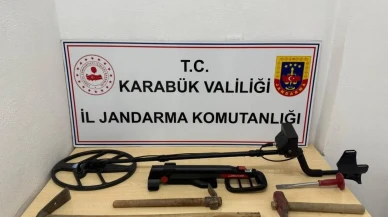 T.C.
KARABÜK VALİLİĞİ
İL JANDARMA KOMUTANLIĞI